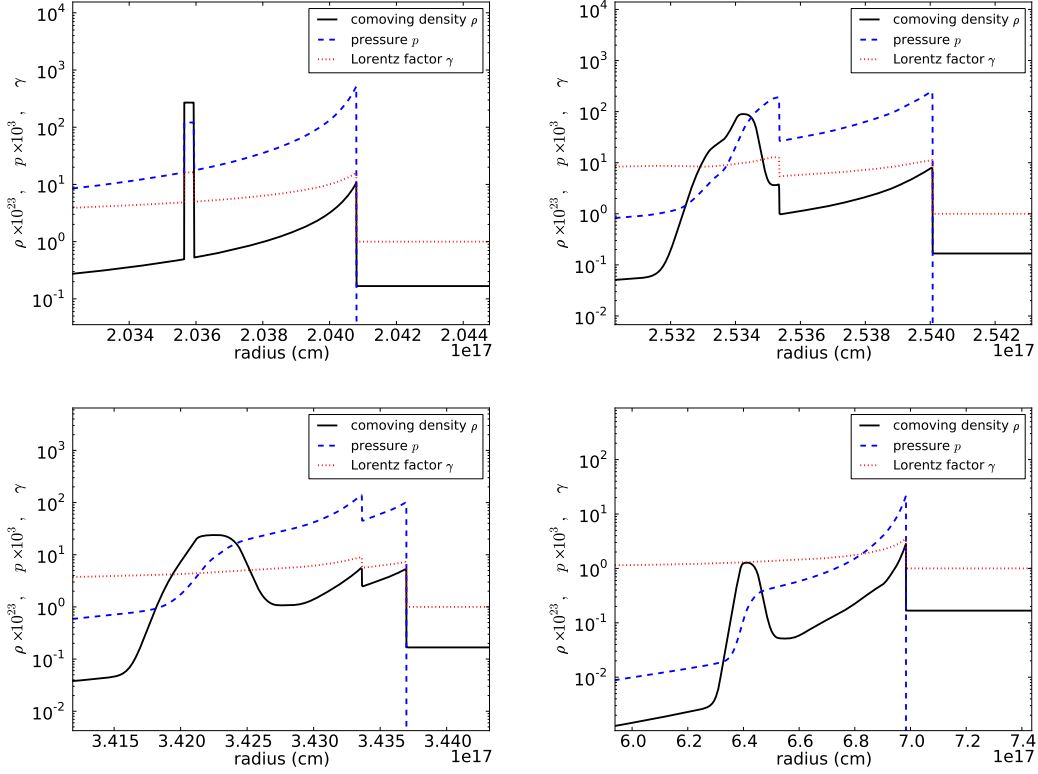 10⁴
10³
10²
10¹
10⁰
10⁻¹
ρ ×10²³ , p ×10³ , γ
comoving density ρ
pressure p
Lorentz factor γ
2.034 2.036 2.038 2.040 2.042 2.044
radius (cm)
1e17
10³
10²
10¹
10⁰
10⁻¹
10⁻²
ρ ×10²³ , p ×10³ , γ
comoving density ρ
pressure p
Lorentz factor γ
2.532 2.534 2.536 2.538 2.540 2.542
radius (cm)
1e17
10³
10²
10¹
10⁰
10⁻¹
10⁻²
ρ ×10²³ , p ×10³ , γ
comoving density ρ
pressure p
Lorentz factor γ
3.415 3.420 3.425 3.430 3.435 3.440
radius (cm)
1e17
10²
10¹
10⁰
10⁻¹
10⁻²
ρ ×10²³ , p ×10³ , γ
comoving density ρ
pressure p
Lorentz factor γ
6.0 6.2 6.4 6.6 6.8 7.0 7.2 7.4
radius (cm)
1e17